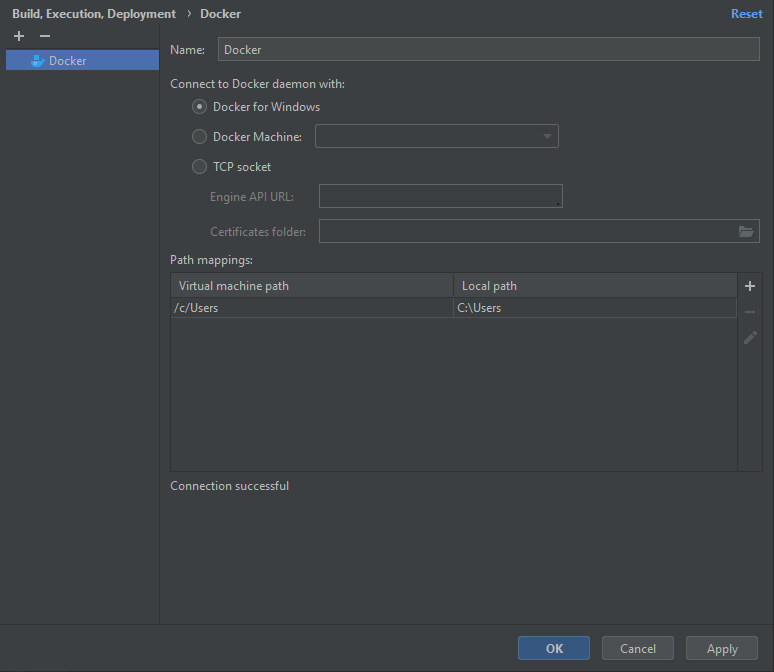 Build, Execution, Deployment › Docker Reset
Docker
Name: Docker
Connect to Docker daemon with:
Docker for Windows
Docker Machine:
TCP socket
Engine API URL:
Certificates folder:
Path mappings:
Virtual machine path Local path
/c/Users C:\Users
Connection successful
OK Cancel Apply